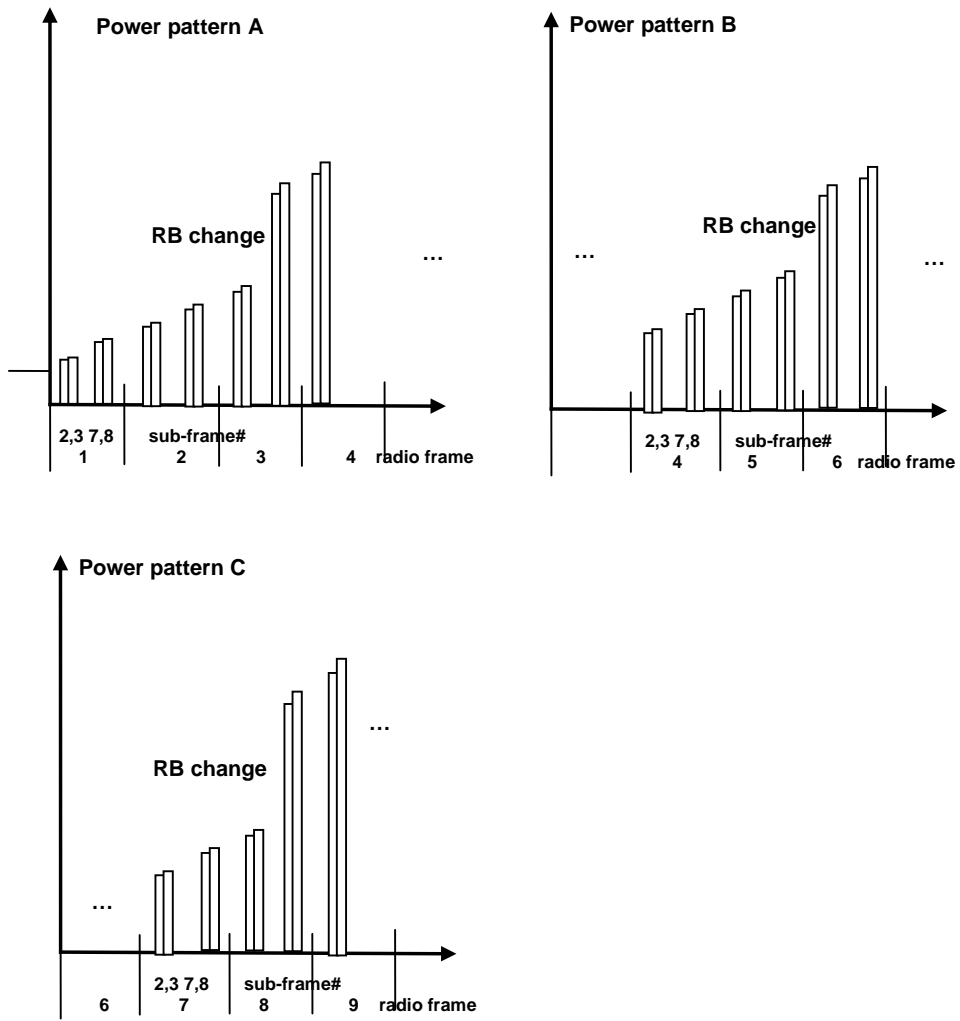 Power pattern A
RB change
...
2,3 7,8 sub-frame#
1 2 3 4 radio frame
Power pattern B
RB change
... ...
2,3 7,8 sub-frame#
4 5 6 radio frame
Power pattern C
...
RB change
...
2,3 7,8 sub-frame#
6 7 8 9 radio frame